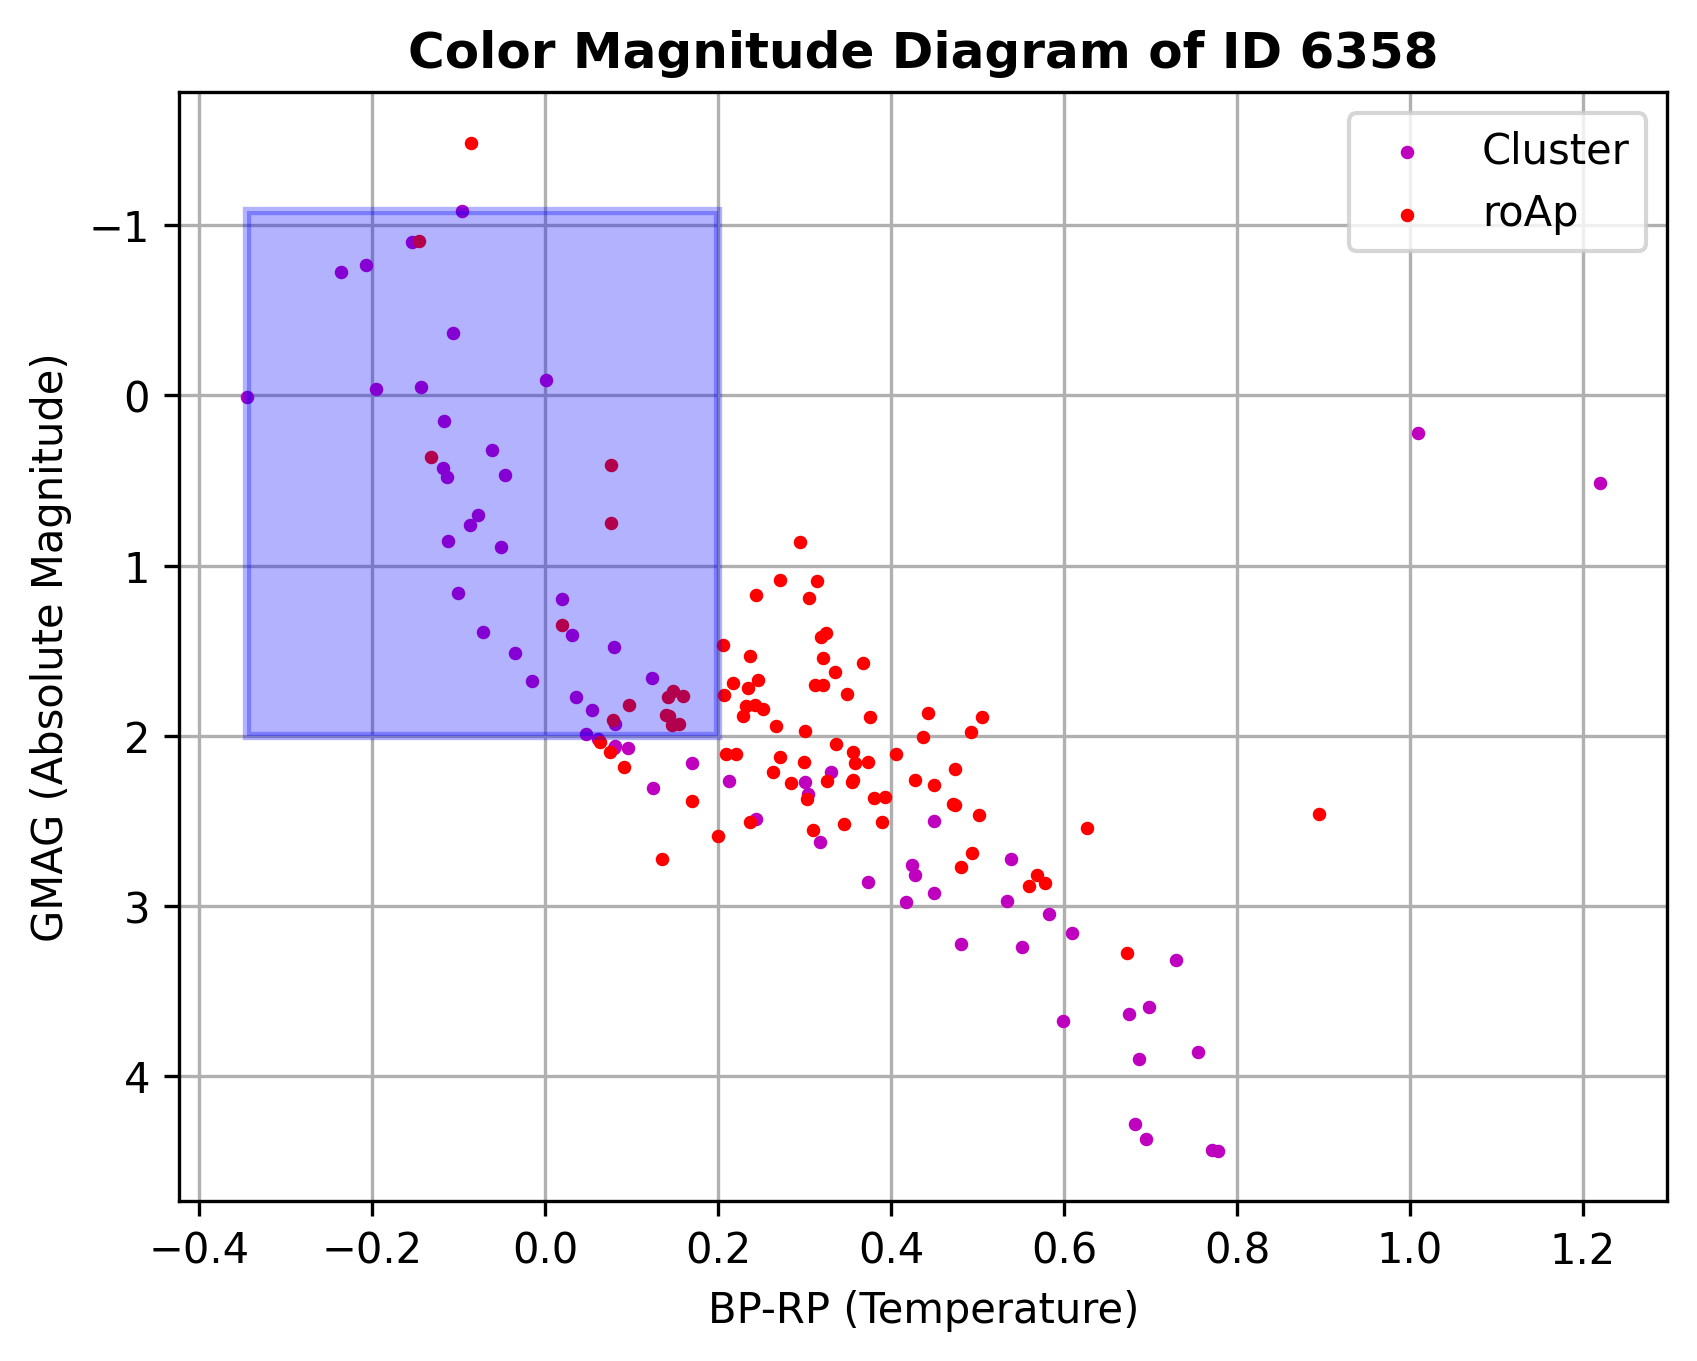 Color Magnitude Diagram of ID 6358
Cluster
roAp
GMAG (Absolute Magnitude)
−1
0
1
2
3
4
−0.4 −0.2 0.0 0.2 0.4 0.6 0.8 1.0 1.2
BP-RP (Temperature)